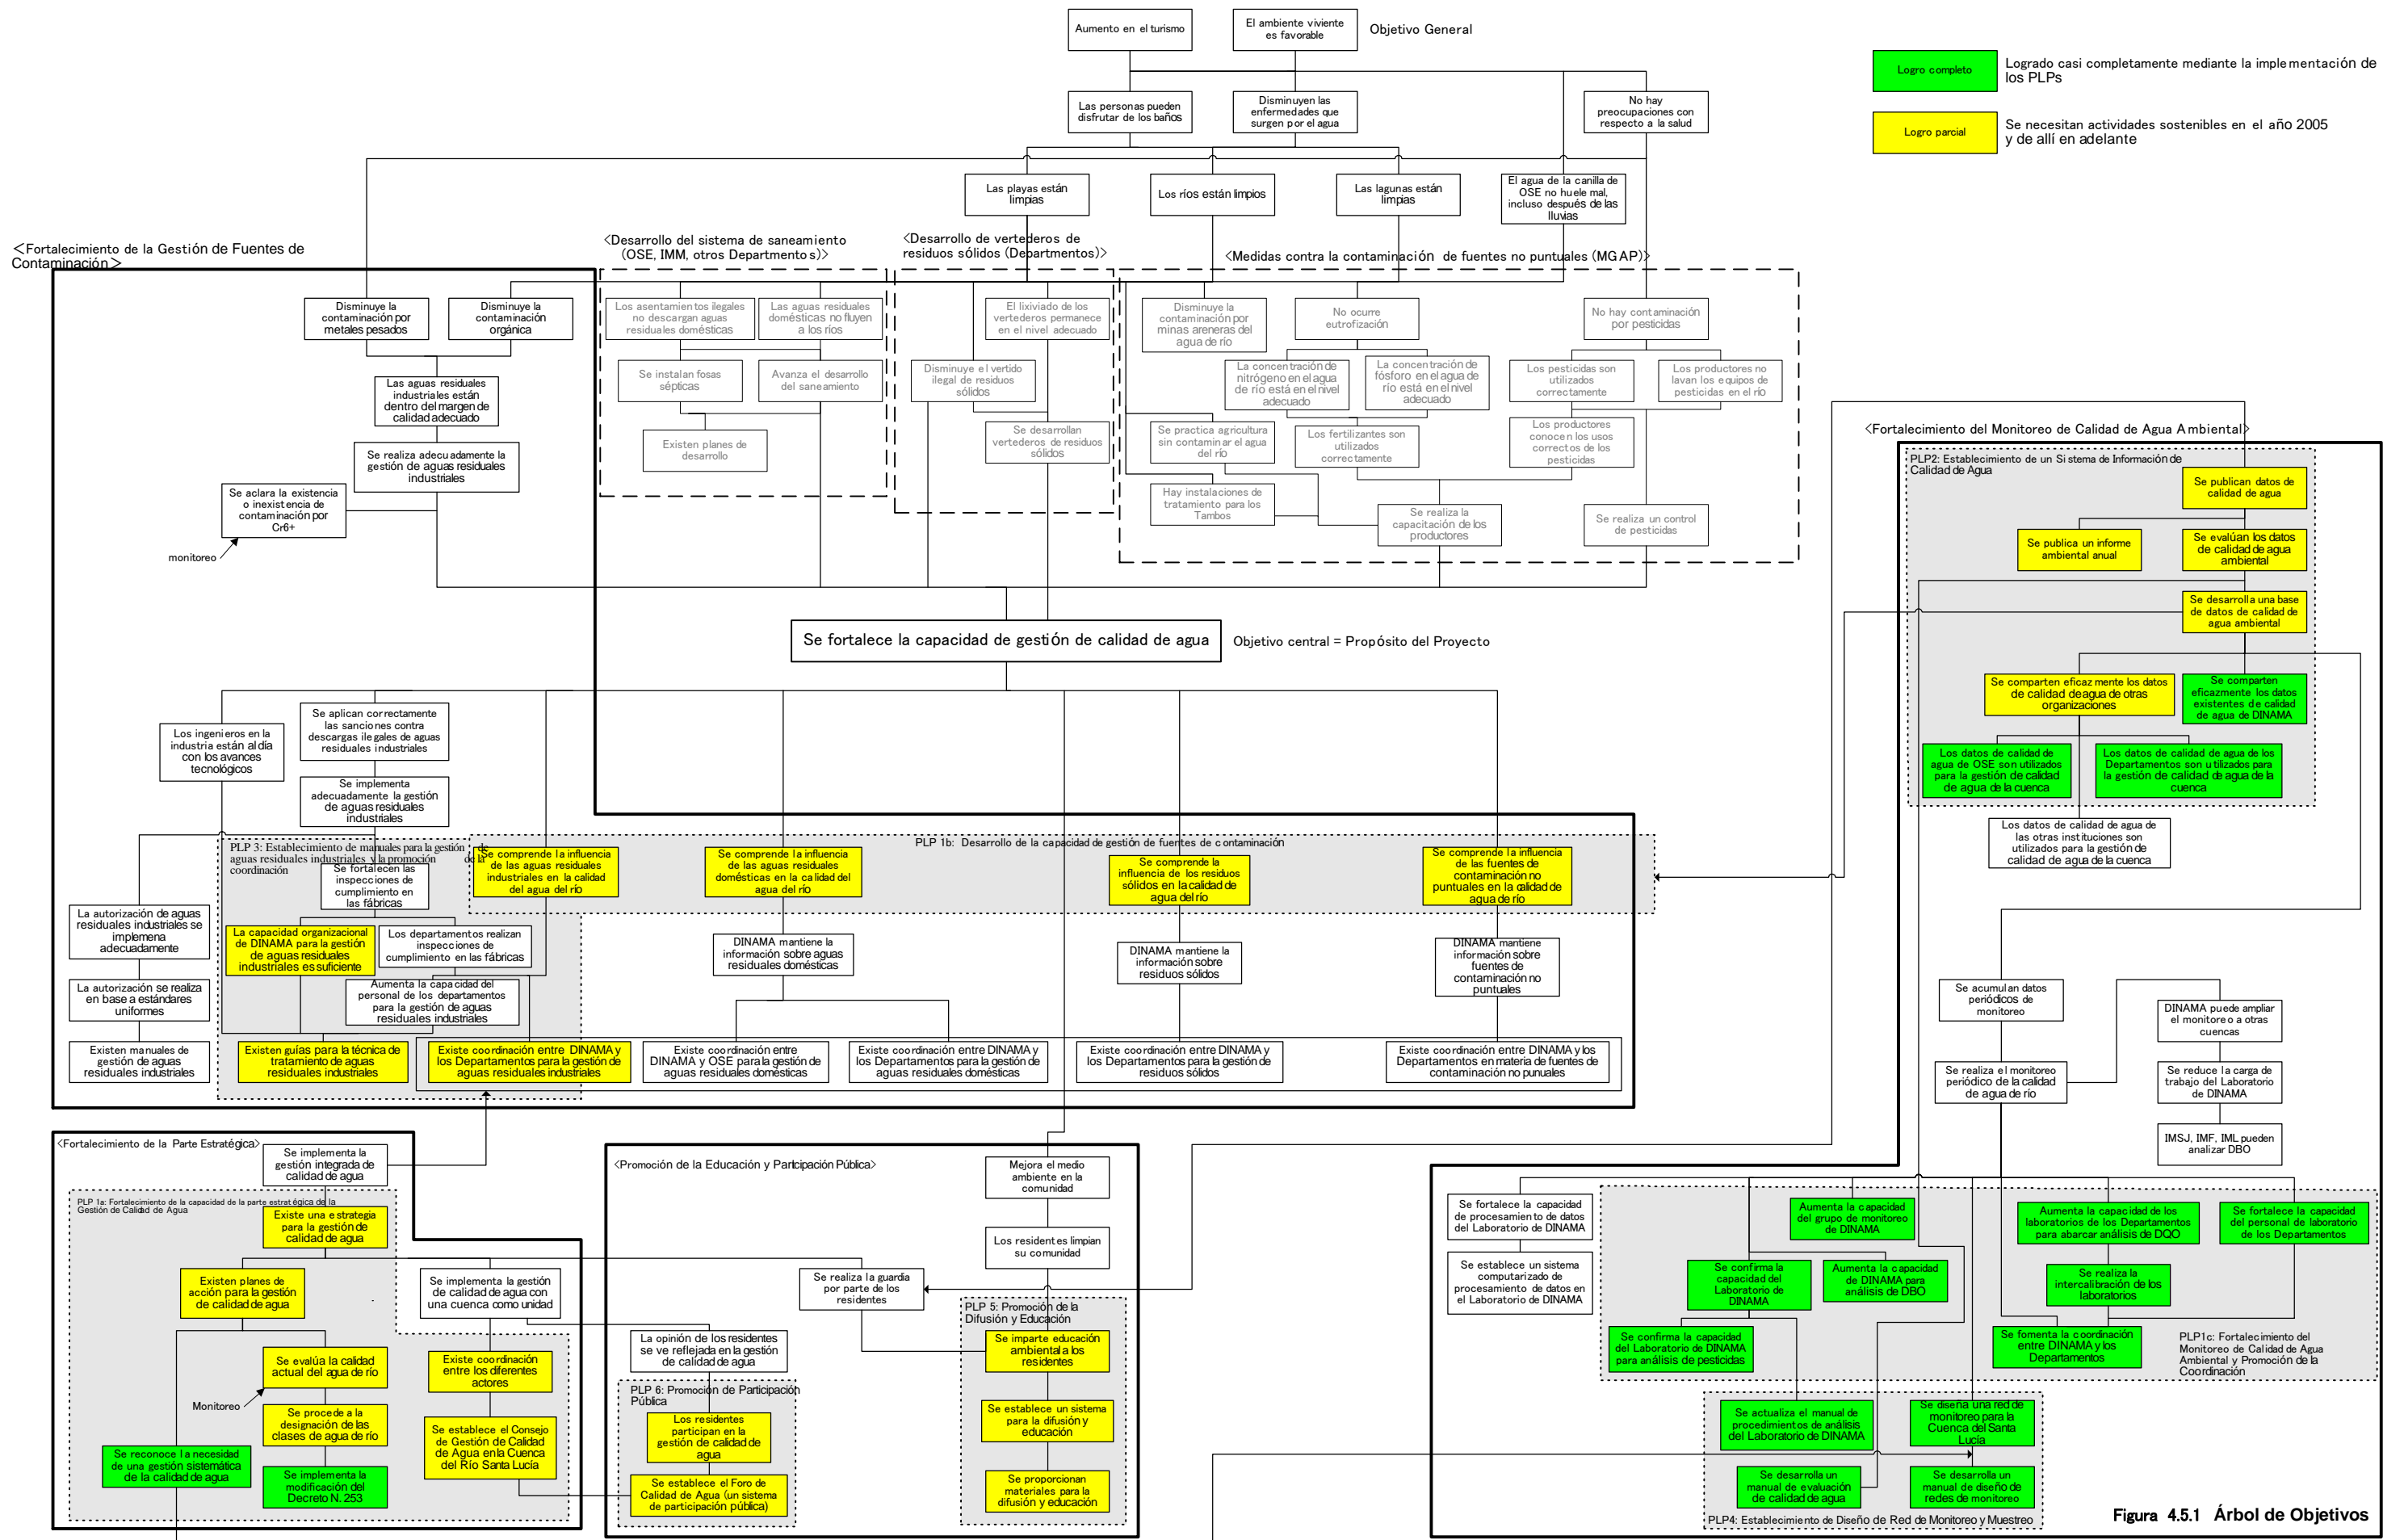 Aumento en el turismo
El ambiente viviente
es favorable
Objetivo General
Logro completo
Logrado casi completamente mediante la implementación de
los PLPs
Logro parcial
Se necesitan actividades sostenibles en el año 2005
y de allí en adelante
Las personas pueden
disfrutar de los baños
Disminuyen las
enfermedades que
surgen por el agua
No hay
preocupaciones con
respecto a la salud
Las playas están
limpias
Los ríos están limpios
Las lagunas están
limpias
El agua de la canilla de
OSE no huele mal,
incluso después de las
lluvias
<Fortalecimiento de la Gestión de Fuentes de
Contaminación>
<Desarrollo del sistema de saneamiento
(OSE, IMM, otros Departmentos)>
<Desarrollo de vertederos de
residuos sólidos (Departmentos)>
<Medidas contra la contaminación de fuentes no puntuales (MGAP)>
Disminuye la
contaminación por
metales pesados
Disminuye la
contaminación
orgánica
Los asentamientos ilegales
no descargan aguas
residuales domésticas
Las aguas residuales
domésticas no fluyen
a los ríos
El lixiviado de los
vertederos permanece
en el nivel adecuado
Disminuye la
contaminación por
minas areneras del
agua de río
No ocurre
eutrofización
No hay contaminación
por pesticidas
Las aguas residuales
industriales están
dentro del margen de
calidad adecuado
Se instalan fosas
sépticas
Avanza el desarrollo
del saneamiento
Disminuye el vertido
ilegal de residuos
sólidos
La concentración de
nitrógeno en el agua
de río está en el nivel
adecuado
La concentración de
fósforo en el agua de
río está en el nivel
adecuado
Los pesticidas son
utilizados
correctamente
Los productores no
lavan los equipos de
pesticidas en el río
Se realiza adecuadamente la
gestión de aguas residuales
industriales
Existen planes de
desarrollo
Se desarrollan
vertederos de residuos
sólidos
Se practica agricultura
sin contaminar el agua
del río
Los fertilizantes son
utilizados
correctamente
Los productores
conocen los usos
correctos de los
pesticidas
Se aclara la existencia
o inexistencia de
contaminación por
Cr6+
monitoreo
Hay instalaciones de
tratamiento para los
Tambos
Se realiza la
capacitación de los
productores
Se realiza un control
de pesticidas
<Fortalecimiento del Monitoreo de Calidad de Agua Ambiental>
PLP2: Establecimiento de un Sistema de Información de
Calidad de Agua
Se publican datos de
calidad de agua
Se publica un informe
ambiental anual
Se evalúan los datos
de calidad de agua
ambiental
Se desarrolla una base
de datos de calidad de
agua ambiental
Se comparten eficazmente los datos
de calidad de agua de otras
organizaciones
Se comparten
eficazmente los datos
existentes de calidad
de agua de DINAMA
Los datos de calidad de
agua de OSE son utilizados
para la gestión de calidad
de agua de la cuenca
Los datos de calidad de agua de los
Departamentos son utilizados para
la gestión de calidad de agua de la
cuenca
Los datos de calidad de agua de
las otras instituciones son
utilizados para la gestión de
calidad de agua de la cuenca
Se fortalece la capacidad de gestión de calidad de agua
Objetivo central = Propósito del Proyecto
Los ingenieros en la
industria están al día
con los avances
tecnológicos
Se aplican correctamente
las sanciones contra
descargas ilegales de aguas
residuales industriales
Se implementa
adecuadamente la gestión
de aguas residuales
industriales
PLP 3: Establecimiento de manuales para la gestión de
aguas residuales industriales y la promoción de la
coordinación
PLP 1b: Desarrollo de la capacidad de gestión de fuentes de contaminación
Se fortalecen las
inspecciones de
cumplimiento en
las fábricas
Se comprende la influencia
de las aguas residuales
industriales en la calidad
del agua del río
Se comprende la influencia
de las aguas residuales
domésticas en la calidad del
agua del río
Se comprende la
influencia de los residuos
sólidos en la calidad de
agua del río
Se comprende la influencia
de las fuentes de
contaminación no
puntuales en la calidad de
agua de río
La autorización de aguas
residuales industriales se
implemena
adecuadamente
La capacidad organizacional
de DINAMA para la gestión
de aguas residuales
industriales es suficiente
Los departamentos realizan
inspecciones de
cumplimiento en las fábricas
DINAMA mantiene la
información sobre aguas
residuales domésticas
DINAMA mantiene la
información sobre
residuos sólidos
DINAMA mantiene
información sobre
fuentes de
contaminación no
puntuales
La autorización se realiza
en base a estándares
uniformes
Aumenta la capacidad del
personal de los departamentos
para la gestión de aguas
residuales industriales
Existen manuales de
gestión de aguas
residuales industriales
Existen guías para la técnica de
tratamiento de aguas
residuales industriales
Existe coordinación entre DINAMA y
los Departamentos para la gestión de
aguas residuales industriales
Existe coordinación entre
DINAMA y OSE para la gestión de
aguas residuales domésticas
Existe coordinación entre DINAMA y
los Departamentos para la gestión de
aguas residuales domésticas
Existe coordinación entre DINAMA y
los Departamentos para la gestión de
residuos sólidos
Existe coordinación entre DINAMA y los
Departamentos en materia de fuentes de
contaminación no punuales
Se acumulan datos
periódicos de
monitoreo
DINAMA puede ampliar
el monitoreo a otras
cuencas
Se realiza el monitoreo
periódico de la calidad
de agua de río
Se reduce la carga de
trabajo del Laboratorio
de DINAMA
IMSJ, IMF, IML pueden
analizar DBO
<Fortalecimiento de la Parte Estratégica>
Se implementa la
gestión integrada de
calidad de agua
PLP 1a: Fortalecimiento de la capacidad de la parte estratégica de la
Gestión de Calidad de Agua
Existe una estrategia
para la gestión de
calidad de agua
Existen planes de
acción para la gestión
de calidad de agua
Se implementa la gestión
de calidad de agua con
una cuenca como unidad
Se evalúa la calidad
actual del agua de río
Monitoreo
Existe coordinación
entre los diferentes
actores
Se procede a la
designación de las
clases de agua de río
Se reconoce la necesidad
de una gestión sistemática
de la calidad de agua
Se implementa la
modificación del
Decreto N. 253
Se establece el Consejo
de Gestión de Calidad
de Agua en la Cuenca
del Río Santa Lucía
<Promoción de la Educación y Participación Pública>
Mejora el medio
ambiente en la
comunidad
Los residentes limpian
su comunidad
Se realiza la guardia
por parte de los
residentes
PLP 5: Promoción de la
Difusión y Educación
La opinión de los residentes
se ve reflejada en la gestión
de calidad de agua
Se imparte educación
ambiental a los
residentes
PLP 6: Promoción de Participación
Pública
Los residentes
participan en la
gestión de calidad de
agua
Se establece un sistema
para la difusión y
educación
Se establece el Foro de
Calidad de Agua (un sistema
de participación pública)
Se proporcionan
materiales para la
difusión y educación
Se fortalece la capacidad
de procesamiento de datos
del Laboratorio de DINAMA
Se establece un sistema
computarizado de
procesamiento de datos en
el Laboratorio de DINAMA
Aumenta la capacidad
del grupo de monitoreo
de DINAMA
Aumenta la capacidad de los
laboratorios de los Departamentos
para abarcar análisis de DQO
Se fortalece la capacidad
del personal de laboratorio
de los Departamentos
Se confirma la
capacidad del
Laboratorio de
DINAMA
Aumenta la capacidad
de DINAMA para
análisis de DBO
Se realiza la
intercalibración de los
laboratorios
Se confirma la capacidad
del Laboratorio de DINAMA
para análisis de pesticidas
Se fomenta la coordinación
entre DINAMA y los
Departamentos
PLP1c: Fortalecimiento del
Monitoreo de Calidad de Agua
Ambiental y Promoción de la
Coordinación
Se actualiza el manual de
procedimientos de análisis
del Laboratorio de DINAMA
Se diseña una red de
monitoreo para la
Cuenca del Santa
Lucía
Se desarrolla un
manual de evaluación
de calidad de agua
Se desarrolla un
manual de diseño de
redes de monitoreo
PLP4: Establecimiento de Diseño de Red de Monitoreo y Muestreo
Figura 4.5.1 Árbol de Objetivos